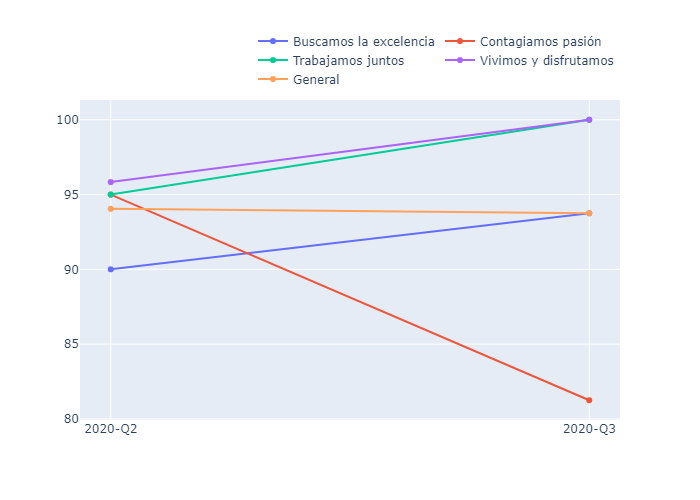 Buscamos la excelencia Contagiamos pasión
Trabajamos juntos Vivimos y disfrutamos
General
100
95
90
85
80
2020-Q2 2020-Q3